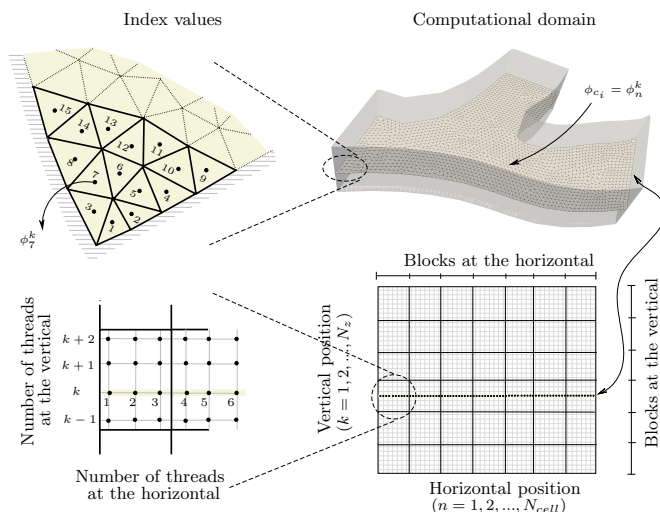 Index values
Computational domain
15
14
13
12
11
8
7
6
10
9
5
4
3
2
1
ϕ_7^k
ϕ_{c_i} = ϕ_n^k
Blocks at the horizontal
Number of threads
at the vertical
k + 2
k + 1
k
k − 1
1 2 3 4 5 6
Number of threads
at the horizontal
Vertical position
(k = 1, 2, ..., N_z)
Blocks at the vertical
Horizontal position
(n = 1, 2, ..., N_{cell})